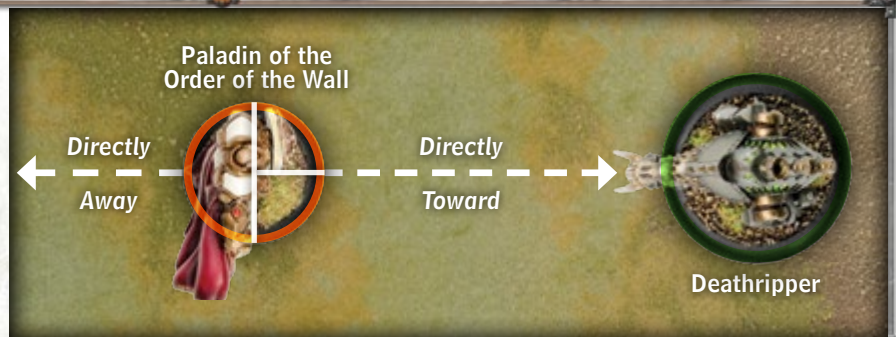 Paladin of the
Order of the Wall
Directly
Away
Directly
Toward
Deathripper